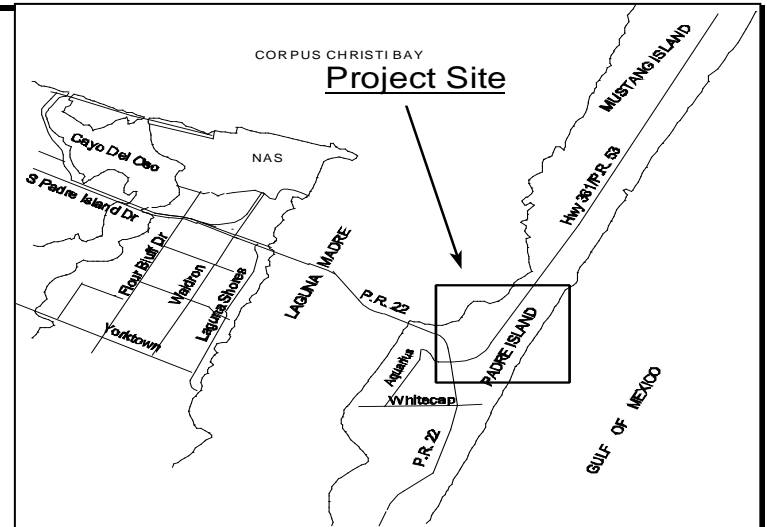 CORPUS CHRISTI BAY
Project Site
MUSTANG ISLAND
Cayo Del Oso
NAS
S Padre Island Dr
Hwy 361/P.R. 53
Flour Bluff Dr
Waldron
Laguna Shores
LAGUNA MADRE
P.R. 22
Yorktown
Aquarius
PADRE ISLAND
Whitecap
P.R. 22
GULF OF MEXICO